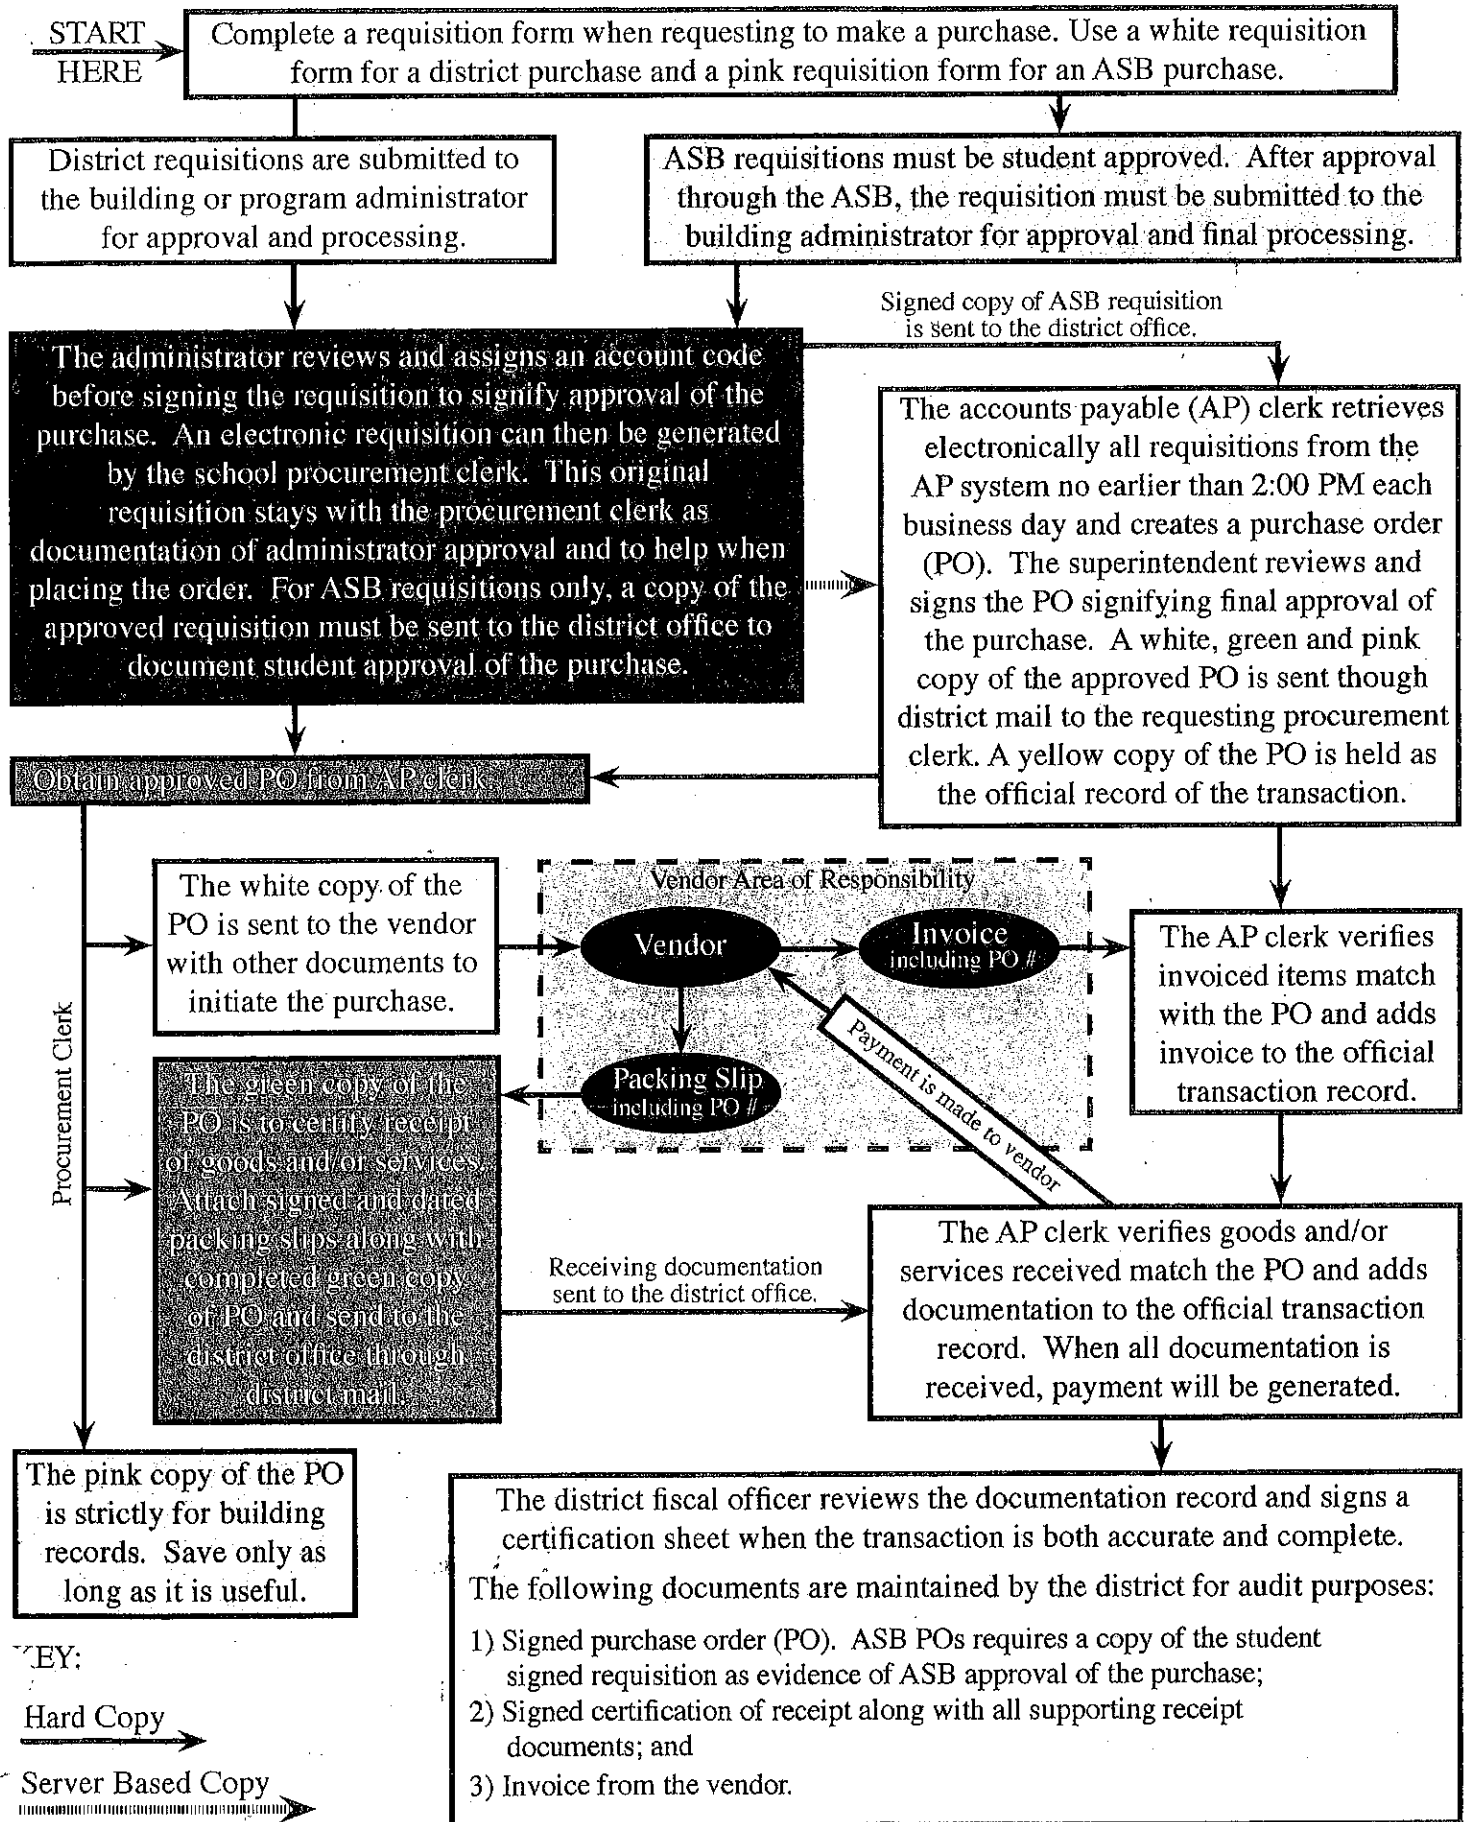 START
HERE
Complete a requisition form when requesting to make a purchase. Use a white requisition
form for a district purchase and a pink requisition form for an ASB purchase.
District requisitions are submitted to
the building or program administrator
for approval and processing.
ASB requisitions must be student approved. After approval
through the ASB, the requisition must be submitted to the
building administrator for approval and final processing.
Signed copy of ASB requisition
is sent to the district office.
The administrator reviews and assigns an account code
before signing the requisition to signify approval of the
purchase. An electronic requisition can then be generated
by the school procurement clerk. This original
requisition stays with the procurement clerk as
documentation of administrator approval and to help when
placing the order. For ASB requisitions only, a copy of the
approved requisition must be sent to the district office to
document student approval of the purchase.
The accounts payable (AP) clerk retrieves
electronically all requisitions from the
AP system no earlier than 2:00 PM each
business day and creates a purchase order
(PO). The superintendent reviews and
signs the PO signifying final approval of
the purchase. A white, green and pink
copy of the approved PO is sent though
district mail to the requesting procurement
clerk. A yellow copy of the PO is held as
the official record of the transaction.
Obtain approved PO from AP clerk.
Procurement Clerk
The white copy of the
PO is sent to the vendor
with other documents to
initiate the purchase.
Vendor Area of Responsibility
Vendor
Invoice
including PO #
Packing Slip
including PO #
Payment is made to vendor
The AP clerk verifies
invoiced items match
with the PO and adds
invoice to the official
transaction record.
The green copy of the
PO is to certify receipt
of goods and/or services.
Attach signed and dated
packing slips along with
completed green copy
of PO and send to the
district office through
district mail.
Receiving documentation
sent to the district office.
The AP clerk verifies goods and/or
services received match the PO and adds
documentation to the official transaction
record. When all documentation is
received, payment will be generated.
The pink copy of the PO
is strictly for building
records. Save only as
long as it is useful.
The district fiscal officer reviews the documentation record and signs a
certification sheet when the transaction is both accurate and complete.
The following documents are maintained by the district for audit purposes:
1) Signed purchase order (PO). ASB POs requires a copy of the student
signed requisition as evidence of ASB approval of the purchase;
2) Signed certification of receipt along with all supporting receipt
documents; and
3) Invoice from the vendor.
KEY:
Hard Copy
Server Based Copy